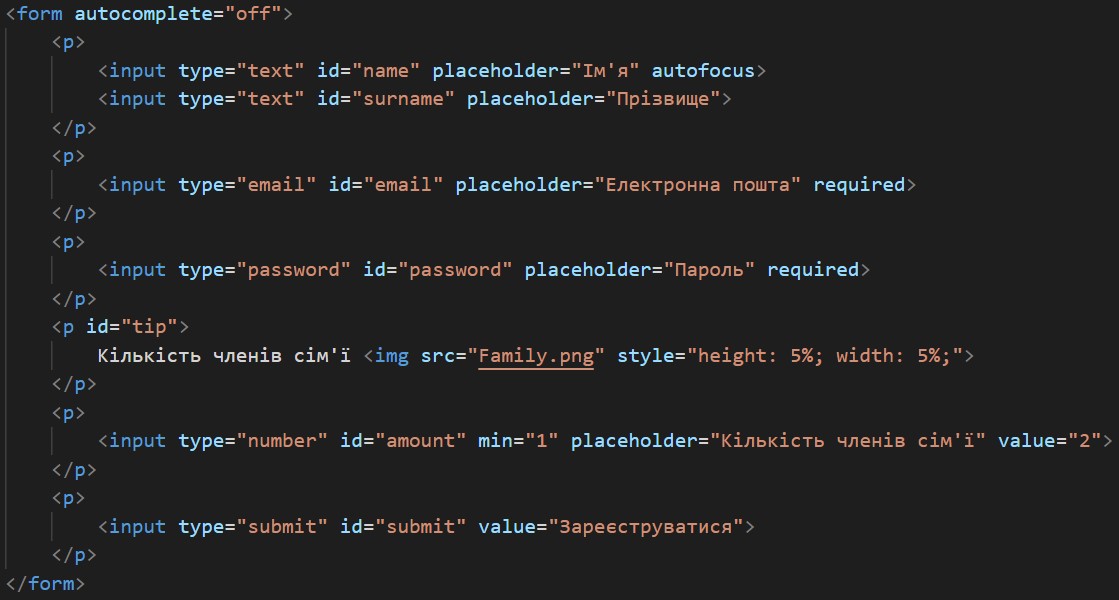 <form autocomplete="off">
<p>
<input type="text" id="name" placeholder="Ім'я" autofocus>
<input type="text" id="surname" placeholder="Прізвище">
</p>
<p>
<input type="email" id="email" placeholder="Електронна пошта" required>
</p>
<p>
<input type="password" id="password" placeholder="Пароль" required>
</p>
<p id="tip">
Кількість членів сім'ї <img src="Family.png" style="height: 5%; width: 5%;">
</p>
<p>
<input type="number" id="amount" min="1" placeholder="Кількість членів сім'ї" value="2">
</p>
<p>
<input type="submit" id="submit" value="Зареєструватися">
</p>
</form>